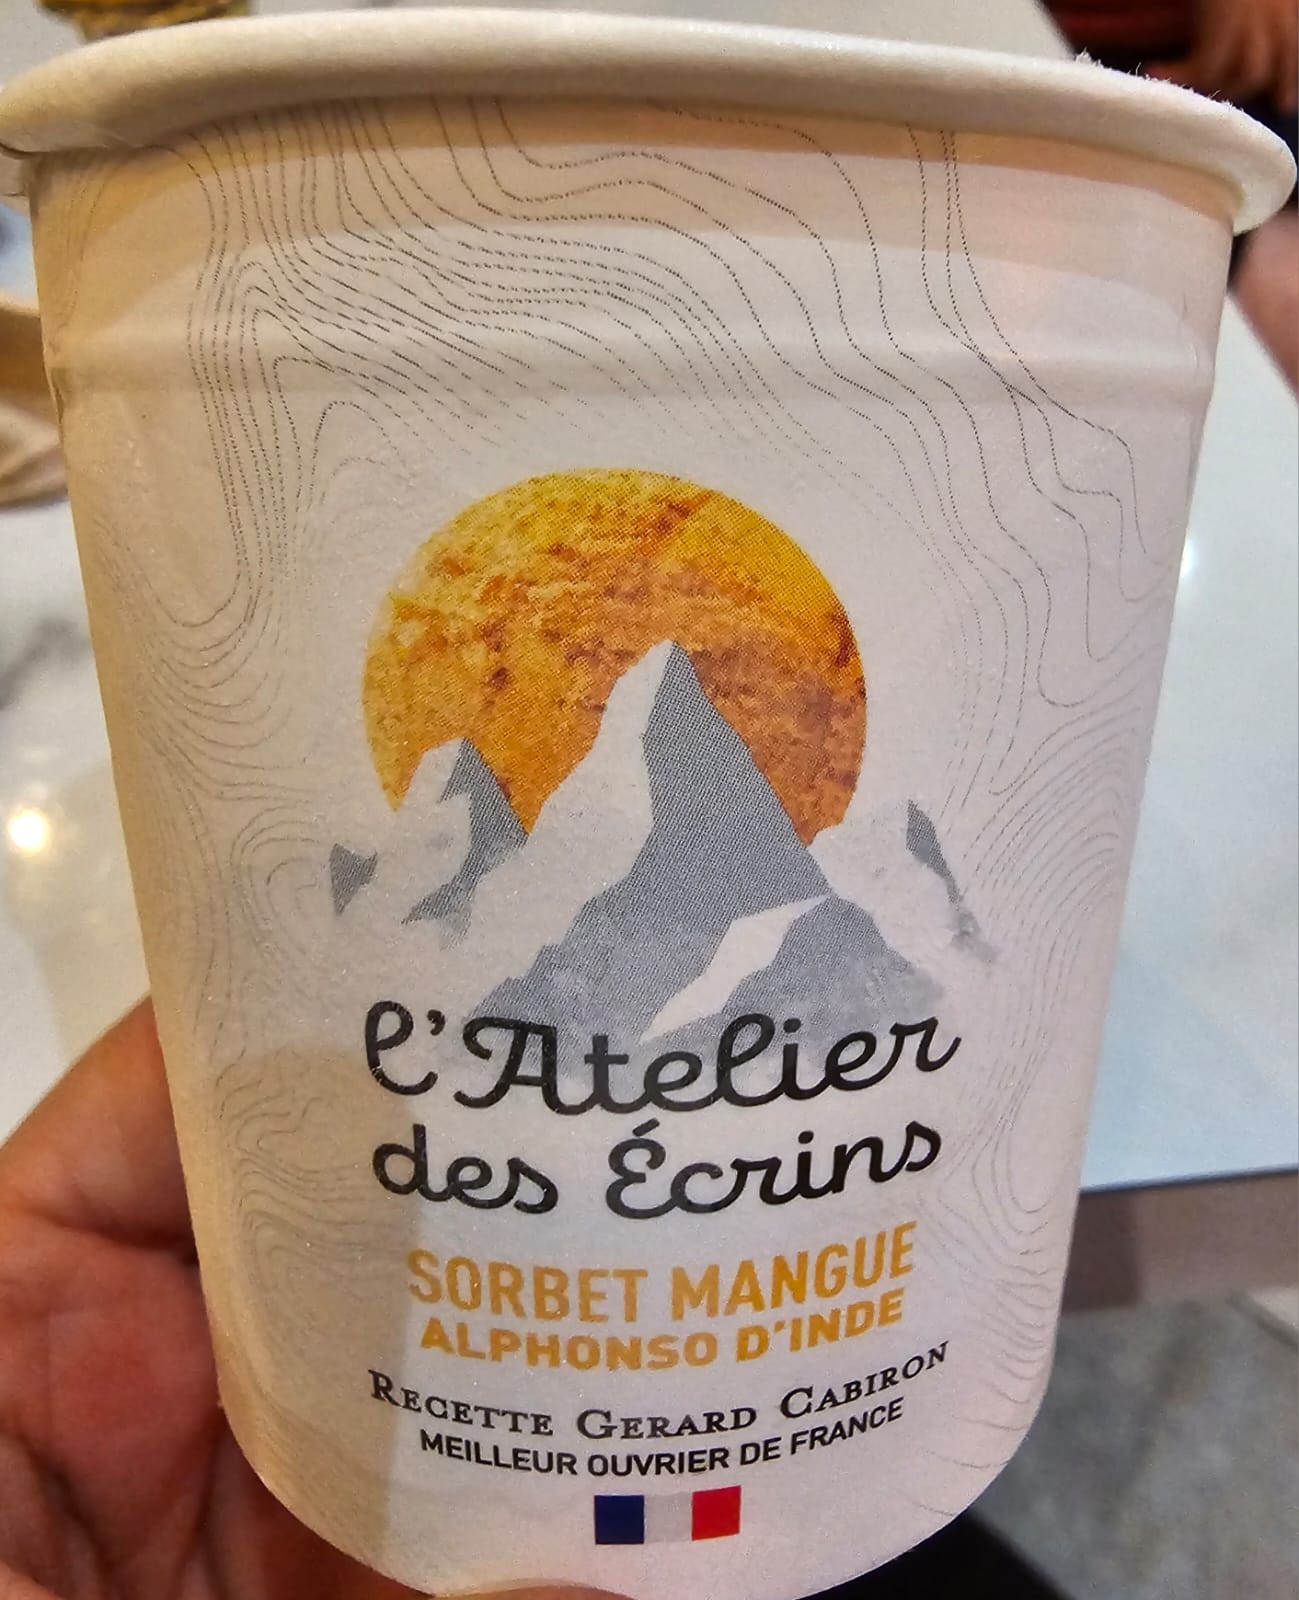 l'Atelier
des Écrins
SORBET MANGUE
ALPHONSO D'INDE
RECETTE GERARD CABIRON
MEILLEUR OUVRIER DE FRANCE